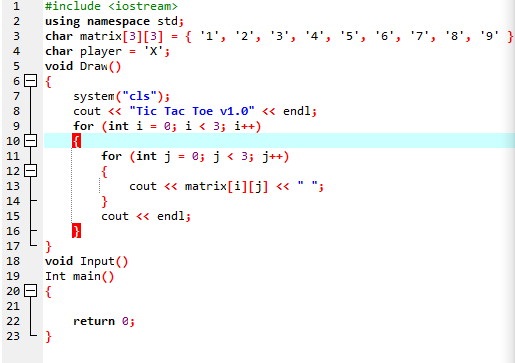 1 #include <iostream>
2 using namespace std;
3 char matrix[3][3] = { '1', '2', '3', '4', '5', '6', '7', '8', '9' }
4 char player = 'X';
5 void Draw()
6 {
7 system("cls");
8 cout << "Tic Tac Toe v1.0" << endl;
9 for (int i = 0; i < 3; i++)
10 {
11 for (int j = 0; j < 3; j++)
12 {
13 cout << matrix[i][j] << " ";
14 }
15 cout << endl;
16 }
17 }
18 void Input()
19 Int main()
20 {
21
22 return 0;
23 }